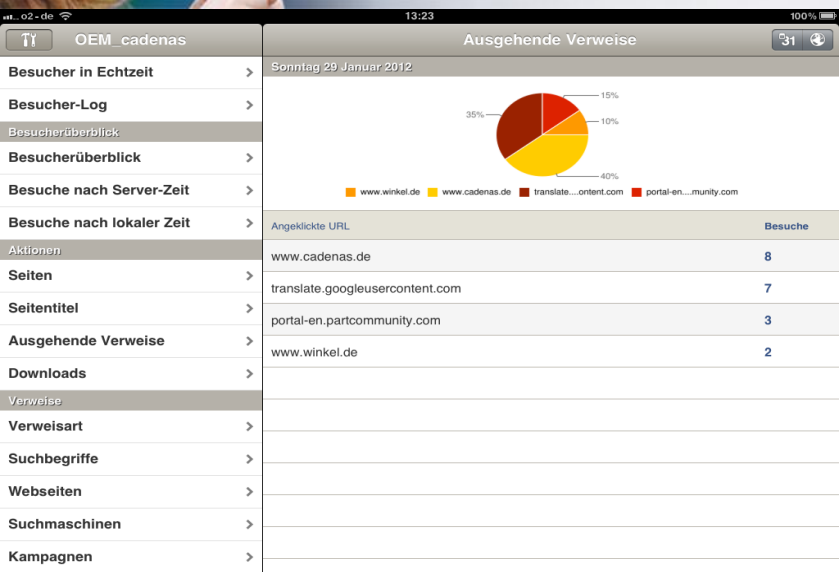 o2-de 13:23 100%
OEM_cadenas
Ausgehende Verweise
31
Besucher in Echtzeit
Besucher-Log
Besucherüberblick
Besucherüberblick
Besuche nach Server-Zeit
Besuche nach lokaler Zeit
Aktionen
Seiten
Seitentitel
Ausgehende Verweise
Downloads
Verweise
Verweisart
Suchbegriffe
Webseiten
Suchmaschinen
Kampagnen
Sonntag 29 Januar 2012
15%
35%
10%
40%
www.winkel.de www.cadenas.de translate....ontent.com portal-en....munity.com
Angeklickte URL Besuche
www.cadenas.de 8
translate.googleusercontent.com 7
portal-en.partcommunity.com 3
www.winkel.de 2